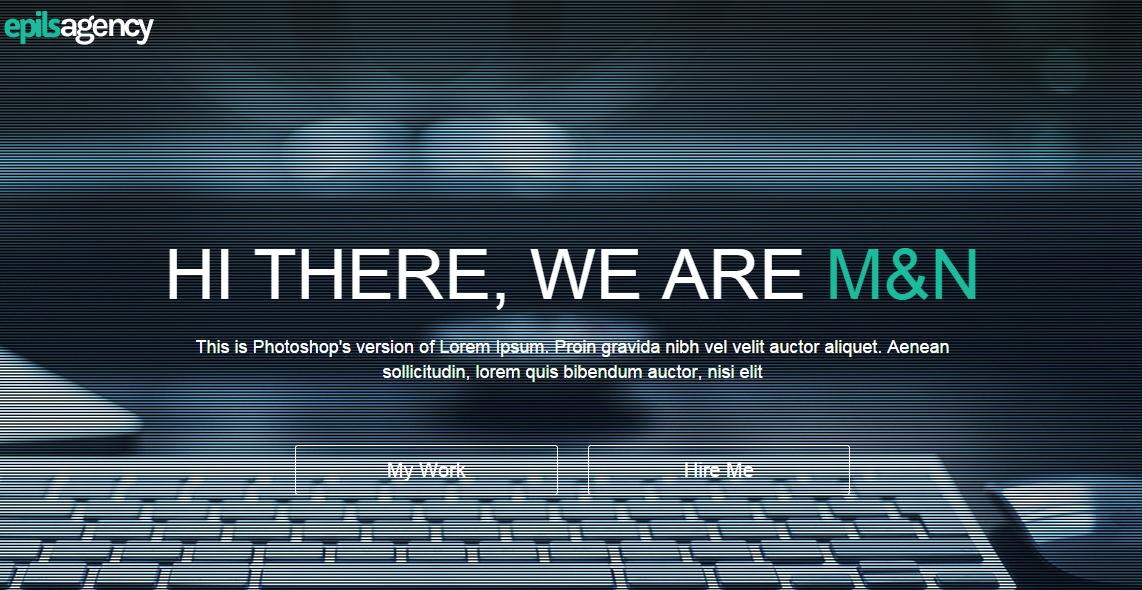 epilsagency
HI THERE, WE ARE M&N
This is Photoshop's version of Lorem Ipsum. Proin gravida nibh vel velit auctor aliquet. Aenean
sollicitudin, lorem quis bibendum auctor, nisi elit
My Work
Hire Me